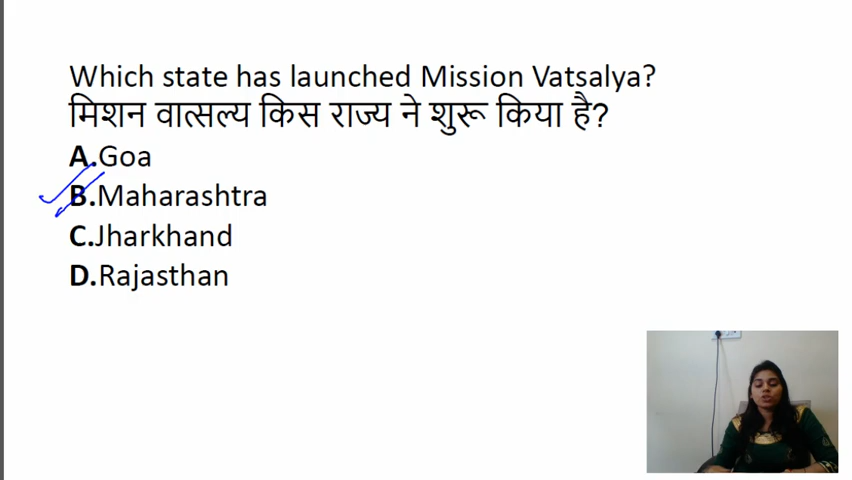 Which state has launched Mission Vatsalya?
मिशन वात्सल्य किस राज्य ने शुरू किया है?
A.Goa
B.Maharashtra
C.Jharkhand
D.Rajasthan